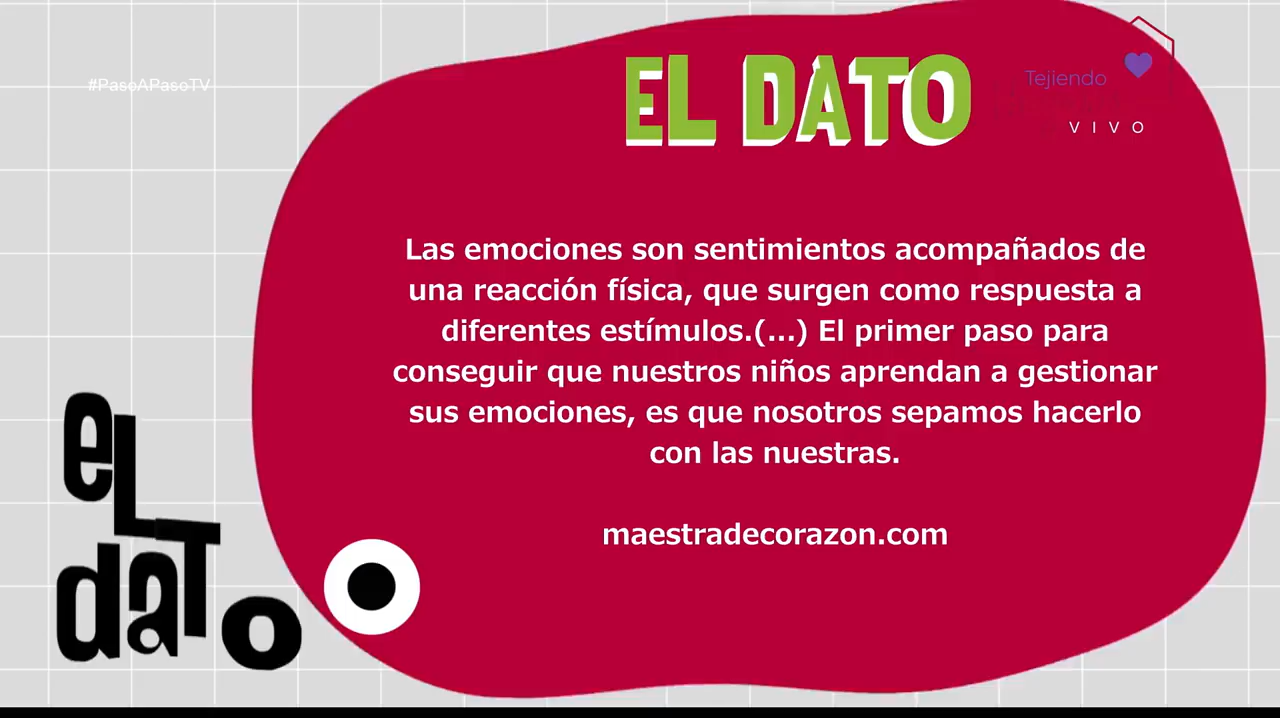 #PasoAPasoTV
EL DATO
Tejiendo
VIVO
Las emociones son sentimientos acompañados de
una reacción física, que surgen como respuesta a
diferentes estímulos.(...) El primer paso para
conseguir que nuestros niños aprendan a gestionar
sus emociones, es que nosotros sepamos hacerlo
con las nuestras.
maestradecorazon.com
eL
daTo